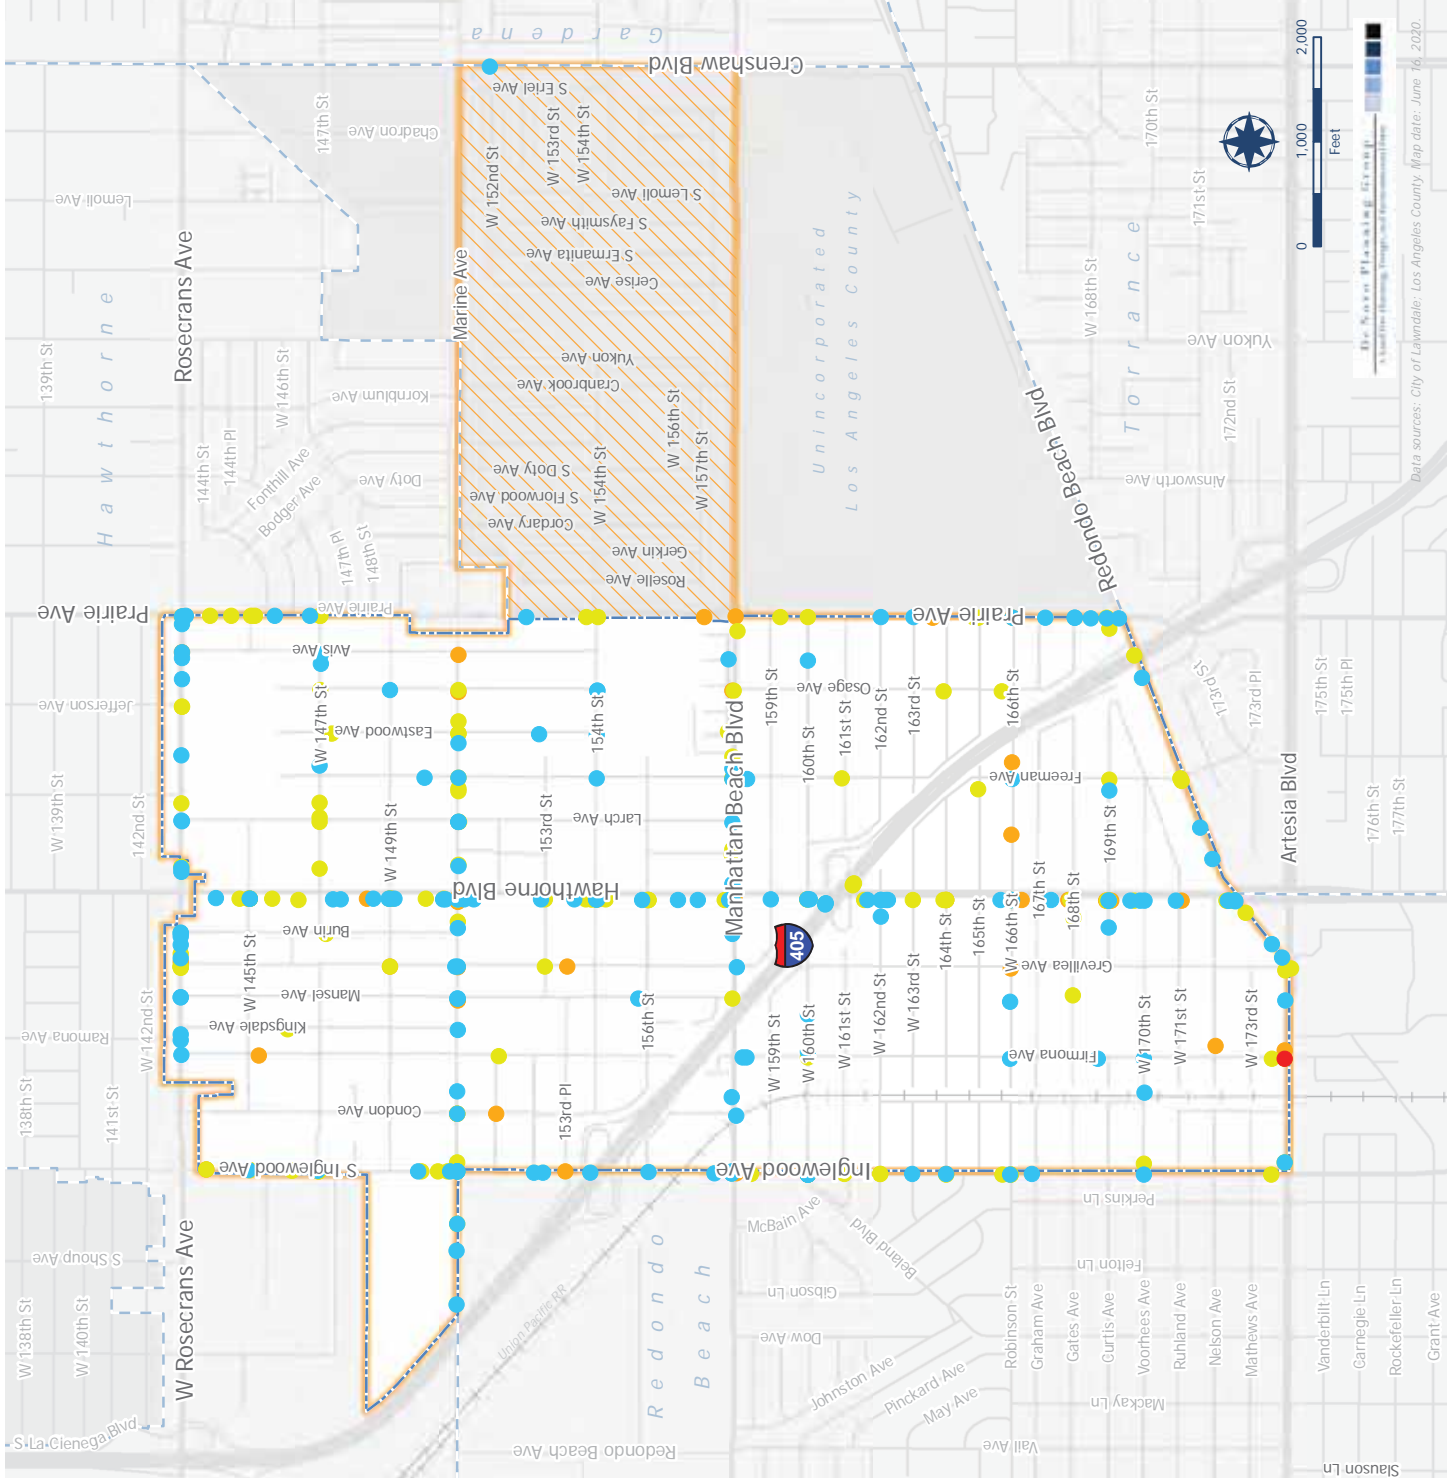 Gardena
Crenshaw Blvd
S Eriel Ave
147th St
Chadron Ave
W 152nd St
W 153rd St
W 154th St
170th St
0
1,000
2,000
Feet
Lemoli Ave
S Lemoli Ave
S Faysmith Ave
171st St
Rosecrans Ave
Marine Ave
S Ermanita Ave
Cerise Ave
Unincorporated
Los Angeles County
W 168th St
Torrance
Hawthorne
139th St
W 146th St
Kornblum Ave
Yukon Ave
Cranbrook Ave
Yukon Ave
144th St
144th Pl
Fonthill Ave
Bodger Ave
Doty Ave
S Doty Ave
S Florwood Ave
Cordary Ave
W 154th St
W 156th St
W 157th St
172nd St
Ainsworth Ave
Redondo Beach Blvd
147th Pl
148th St
Gerkin Ave
Roselle Ave
Prairie Ave
Prairie Ave
Prairie Ave
Avis Ave
Jefferson Ave
W 147th St
Eastwood Ave
154th St
Osage Ave
159th St
160th St
161st St
162nd St
163rd St
166th St
173rd St
173rd Pl
175th St
175th Pl
Manhattan Beach Blvd
Freeman Ave
W 139th St
142nd St
W 149th St
153rd St
Larch Ave
169th St
Artesia Blvd
176th St
177th St
Hawthorne Blvd
405
Burin Ave
W 145th St
164th St
165th St
W 166th St
167th St
168th St
Grevillea Ave
Mansel Ave
Kingsdale Ave
Ramona Ave
W 142nd St
156th St
W 159th St
W 160th St
W 161st St
W 162nd St
W 163rd St
Firmona Ave
W 170th St
W 171st St
W 173rd St
138th St
141st St
Condon Ave
153rd Pl
S Inglewood Ave
Inglewood Ave
Perkins Ln
McBain Ave
Beland Blvd
W Rosecrans Ave
S Shoup Ave
Redondo
Beach
Felton Ln
Gibson Ln
Union Pacific RR
W 138th St
W 140th St
Dow Ave
Robinson St
Graham Ave
Gates Ave
Curtis Ave
Voorhees Ave
Ruhland Ave
Nelson Ave
Mathews Ave
Vanderbilt Ln
Carnegie Ln
Rockefeller Ln
Grant Ave
Johnston Ave
Pinckard Ave
May Ave
Mackay Ln
S La Cienega Blvd
Redondo Beach Ave
Vail Ave
Slauson Ln
De Novo Planning Group
Data sources: City of Lawndale; Los Angeles County. Map date: June 16, 2020.